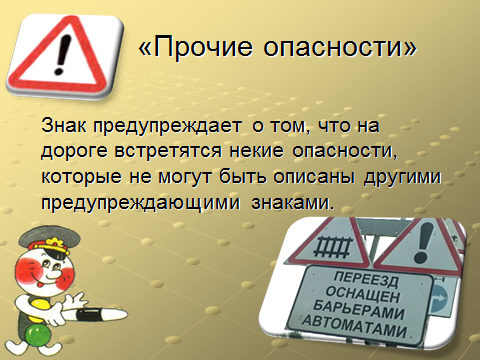 «Прочие опасности»
Знак предупреждает о том, что на
дороге встретятся некие опасности,
которые не могут быть описаны другими
предупреждающими знаками.
ПЕРЕЕЗД
ОСНАЩЕН
БАРЬЕРАМИ
АВТОМАТАМИ